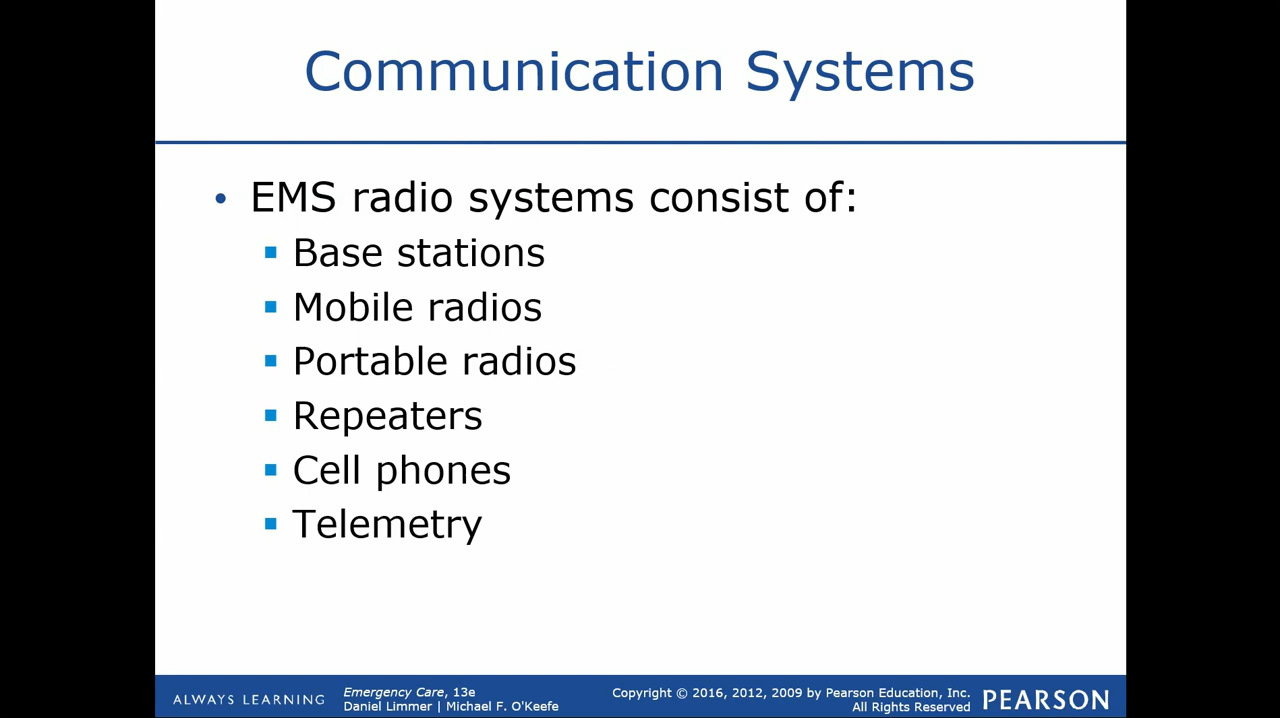 Communication Systems
• EMS radio systems consist of:
▪ Base stations
▪ Mobile radios
▪ Portable radios
▪ Repeaters
▪ Cell phones
▪ Telemetry
ALWAYS LEARNING
Emergency Care, 13e
Daniel Limmer | Michael F. O'Keefe
Copyright © 2016, 2012, 2009 by Pearson Education, Inc.
All Rights Reserved
PEARSON